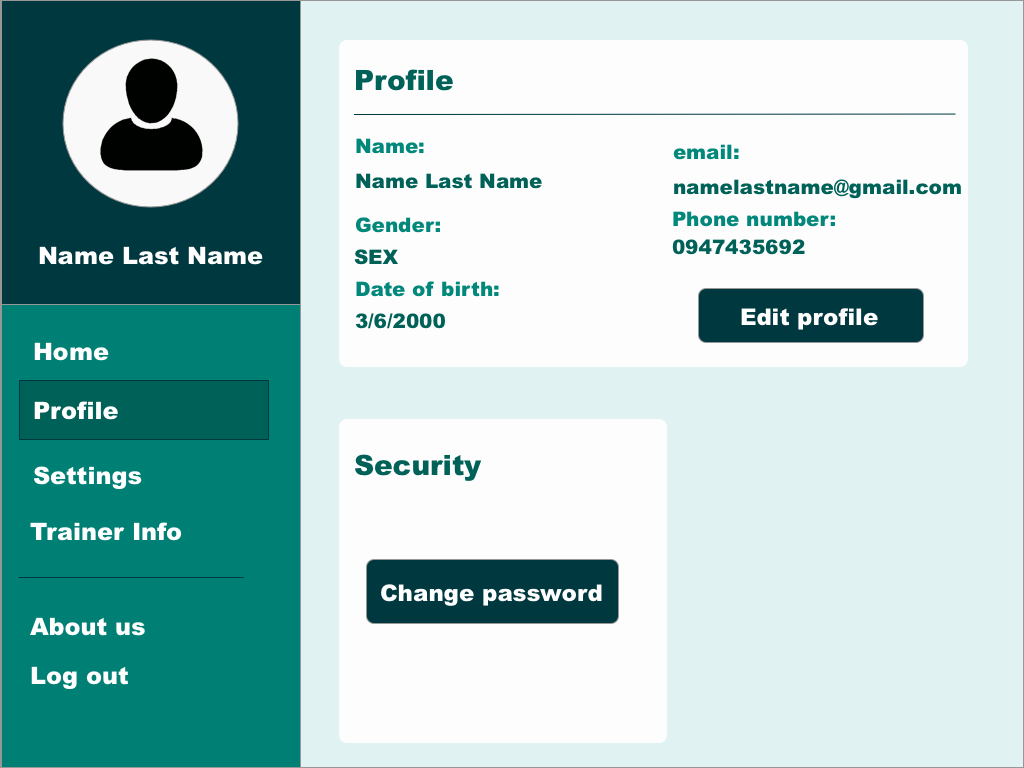 Name Last Name
Home
Profile
Settings
Trainer Info
About us
Log out
Profile
Name:
Name Last Name
Gender:
SEX
Date of birth:
3/6/2000
email:
namelastname@gmail.com
Phone number:
0947435692
Edit profile
Security
Change password